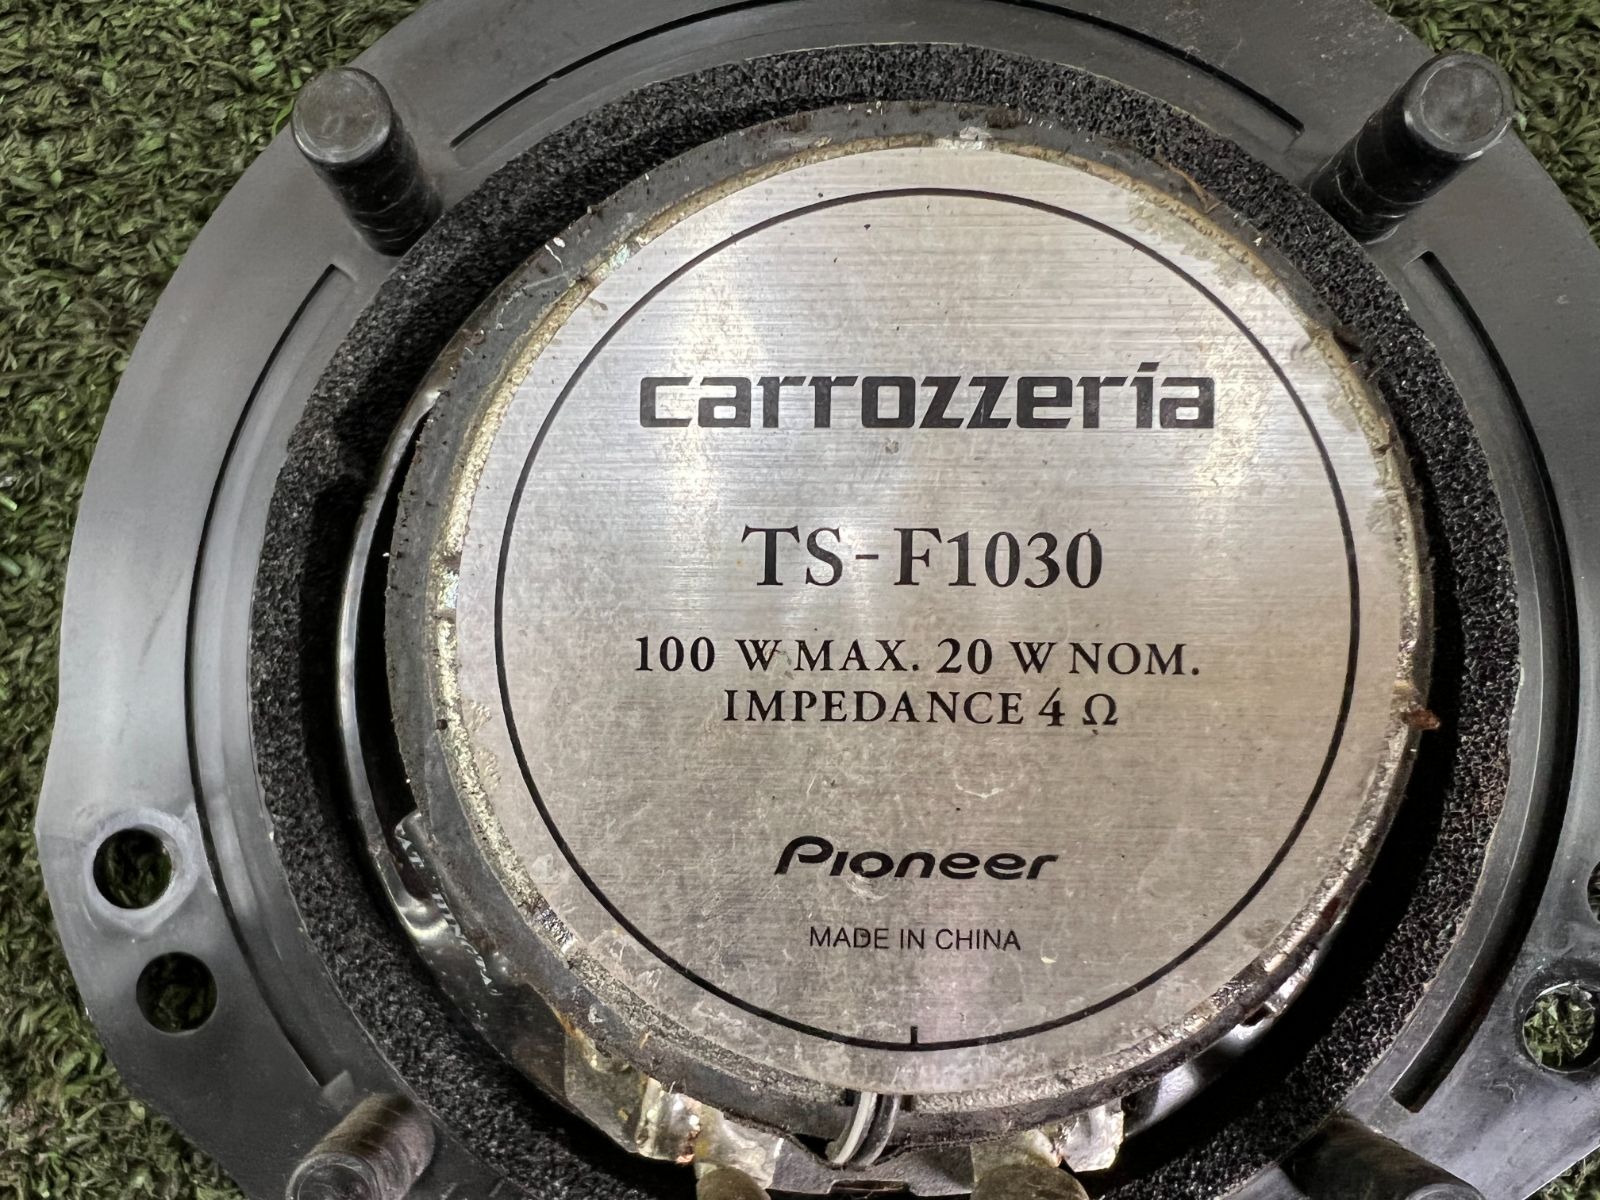 carrozzeria
TS-F1030
100 W MAX. 20 W NOM.
IMPEDANCE 4 Ω
Pioneer
MADE IN CHINA